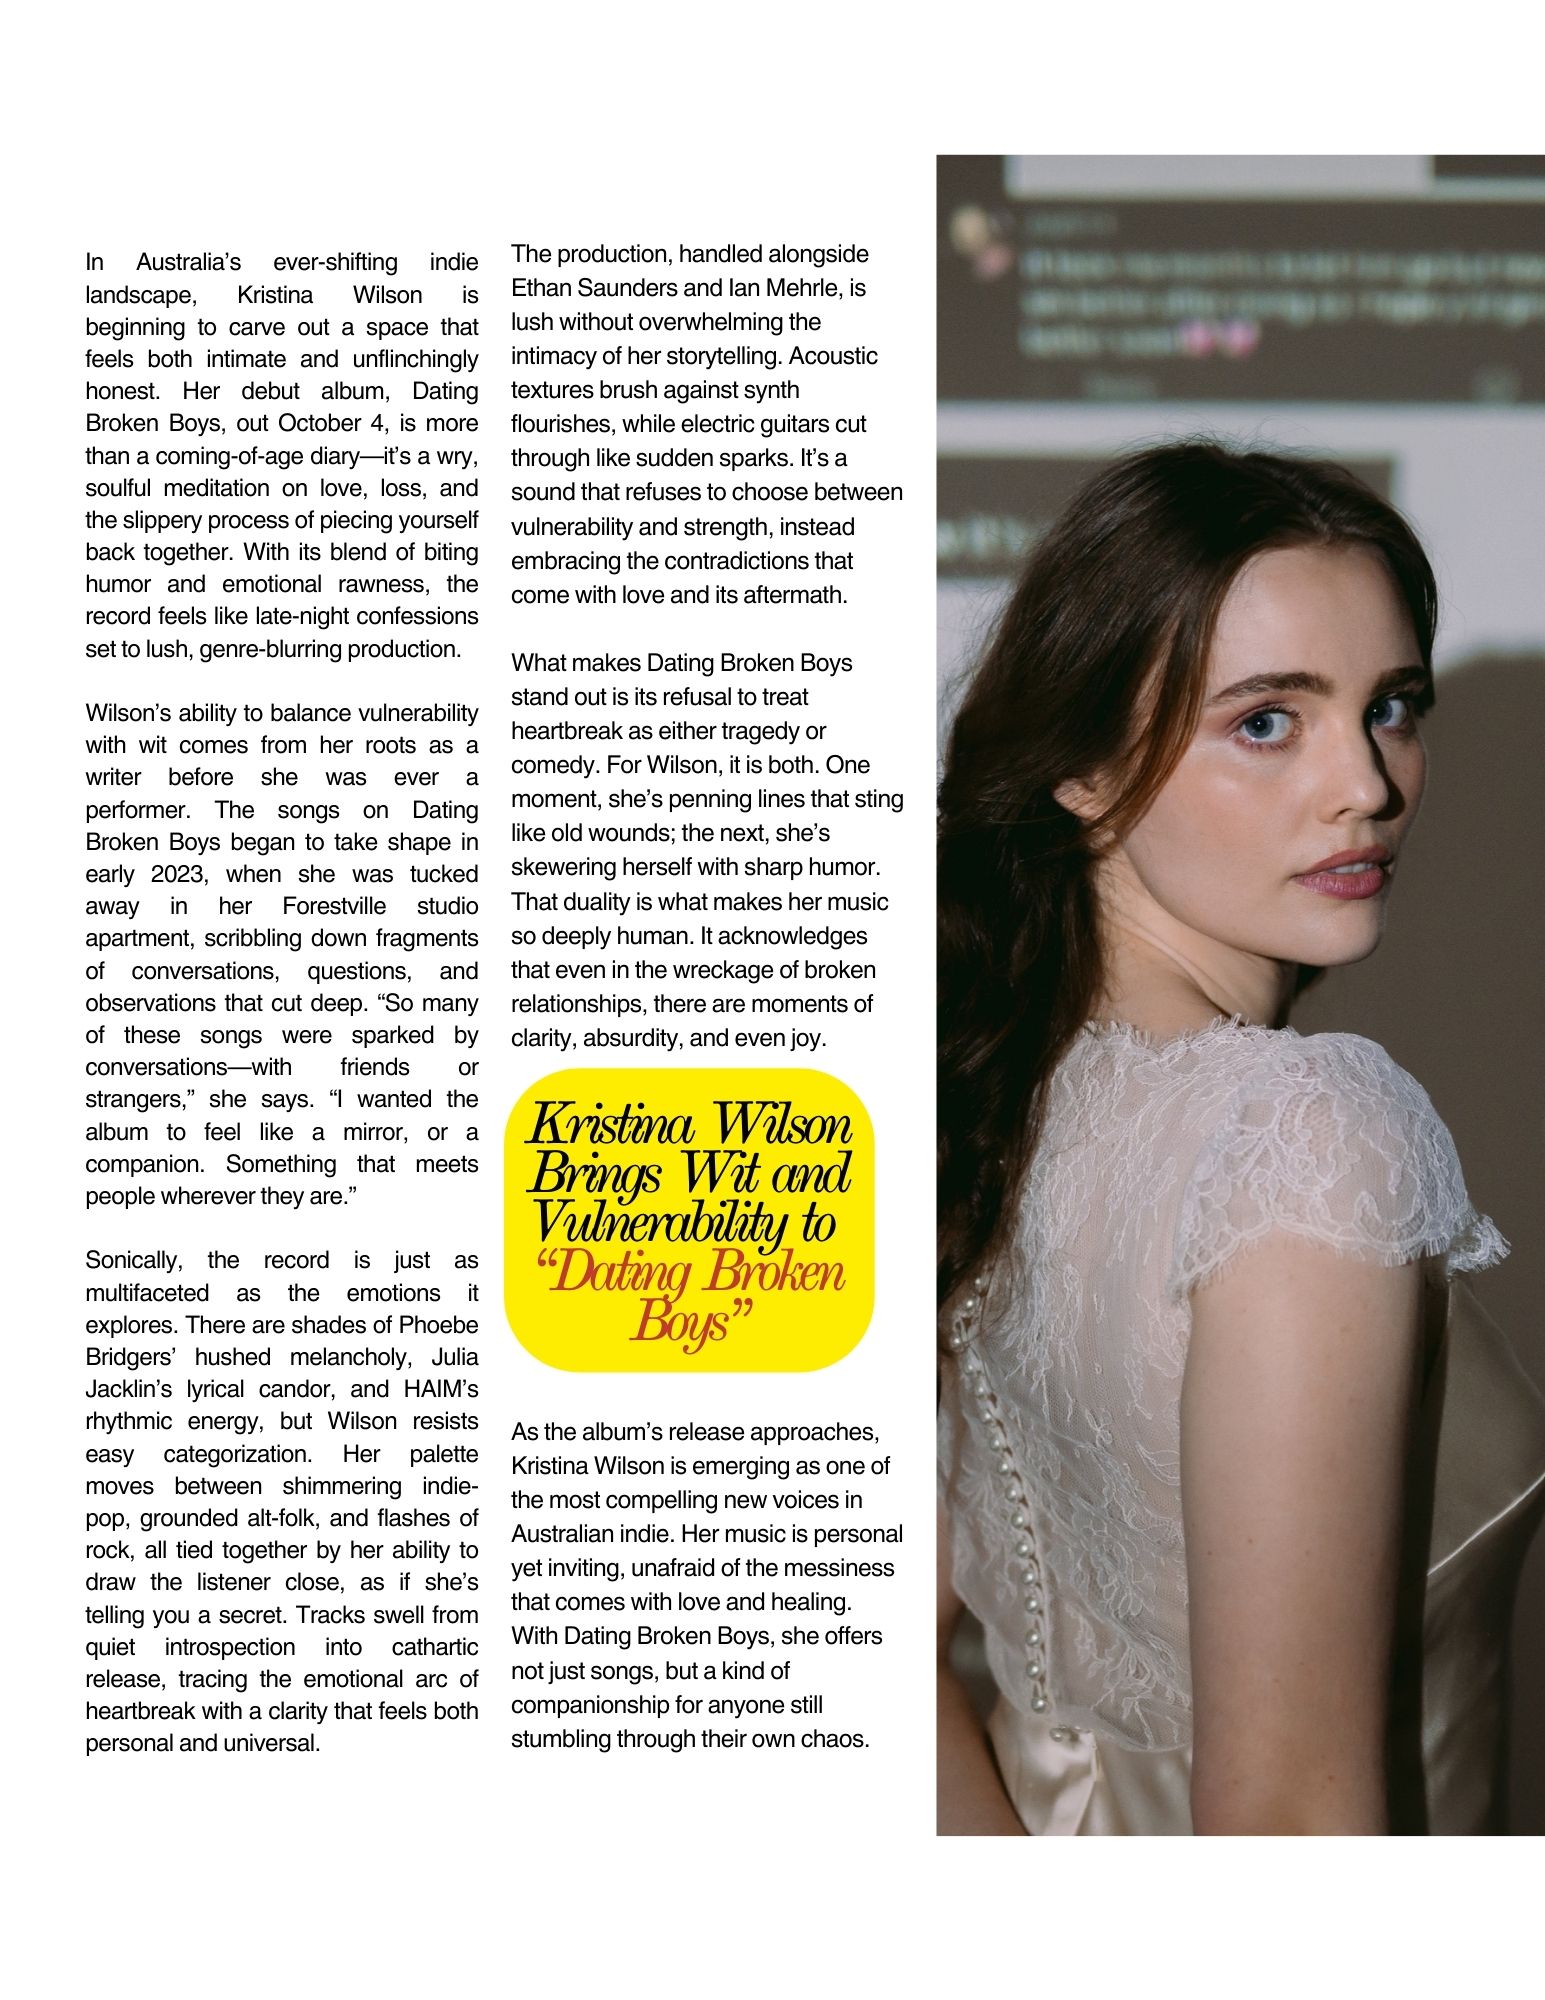 In Australia’s ever-shifting indie
landscape, Kristina Wilson is
beginning to carve out a space that
feels both intimate and unflinchingly
honest. Her debut album, Dating
Broken Boys, out October 4, is more
than a coming-of-age diary—it’s a wry,
soulful meditation on love, loss, and
the slippery process of piecing yourself
back together. With its blend of biting
humor and emotional rawness, the
record feels like late-night confessions
set to lush, genre-blurring production.
Wilson’s ability to balance vulnerability
with wit comes from her roots as a
writer before she was ever a
performer. The songs on Dating
Broken Boys began to take shape in
early 2023, when she was tucked
away in her Forestville studio
apartment, scribbling down fragments
of conversations, questions, and
observations that cut deep. “So many
of these songs were sparked by
conversations—with friends or
strangers,” she says. “I wanted the
album to feel like a mirror, or a
companion. Something that meets
people wherever they are.”
Sonically, the record is just as
multifaceted as the emotions it
explores. There are shades of Phoebe
Bridgers’ hushed melancholy, Julia
Jacklin’s lyrical candor, and HAIM’s
rhythmic energy, but Wilson resists
easy categorization. Her palette
moves between shimmering indie-
pop, grounded alt-folk, and flashes of
rock, all tied together by her ability to
draw the listener close, as if she’s
telling you a secret. Tracks swell from
quiet introspection into cathartic
release, tracing the emotional arc of
heartbreak with a clarity that feels both
personal and universal.
The production, handled alongside
Ethan Saunders and Ian Mehrle, is
lush without overwhelming the
intimacy of her storytelling. Acoustic
textures brush against synth
flourishes, while electric guitars cut
through like sudden sparks. It’s a
sound that refuses to choose between
vulnerability and strength, instead
embracing the contradictions that
come with love and its aftermath.
What makes Dating Broken Boys
stand out is its refusal to treat
heartbreak as either tragedy or
comedy. For Wilson, it is both. One
moment, she’s penning lines that sting
like old wounds; the next, she’s
skewering herself with sharp humor.
That duality is what makes her music
so deeply human. It acknowledges
that even in the wreckage of broken
relationships, there are moments of
clarity, absurdity, and even joy.
Kristina Wilson
Brings Wit and
Vulnerability to
“Dating Broken
Boys”
As the album’s release approaches,
Kristina Wilson is emerging as one of
the most compelling new voices in
Australian indie. Her music is personal
yet inviting, unafraid of the messiness
that comes with love and healing.
With Dating Broken Boys, she offers
not just songs, but a kind of
companionship for anyone still
stumbling through their own chaos.